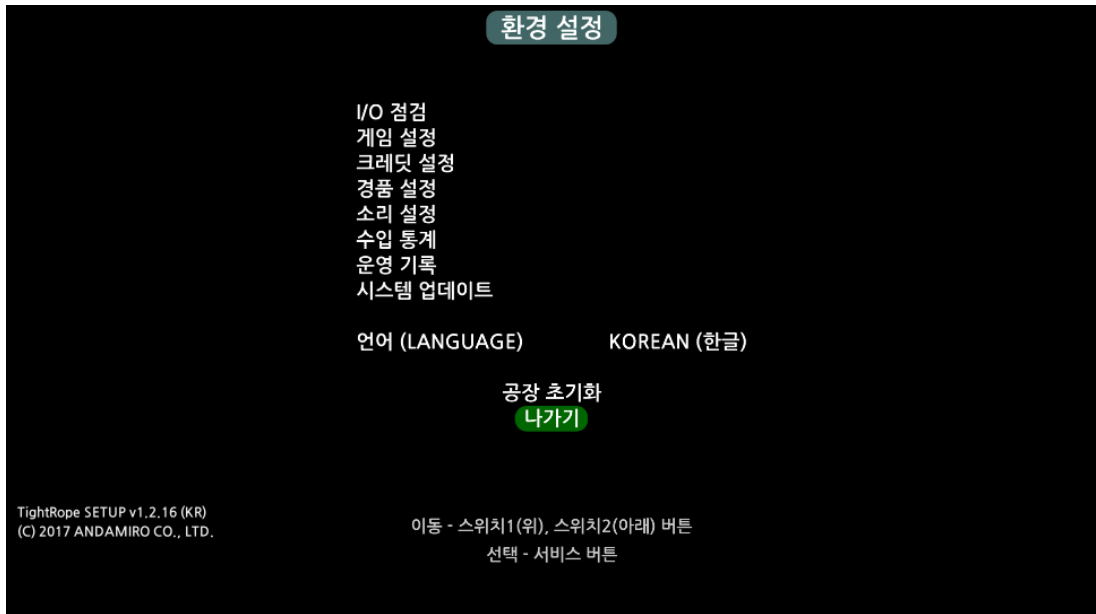 환경 설정
I/O 점검
게임 설정
크레딧 설정
경품 설정
소리 설정
수입 통계
운영 기록
시스템 업데이트
언어 (LANGUAGE) KOREAN (한글)
공장 초기화
나가기
TightRope SETUP v1.2.16 (KR)
(C) 2017 ANDAMIRO CO., LTD.
이동 - 스위치1(위), 스위치2(아래) 버튼
선택 - 서비스 버튼